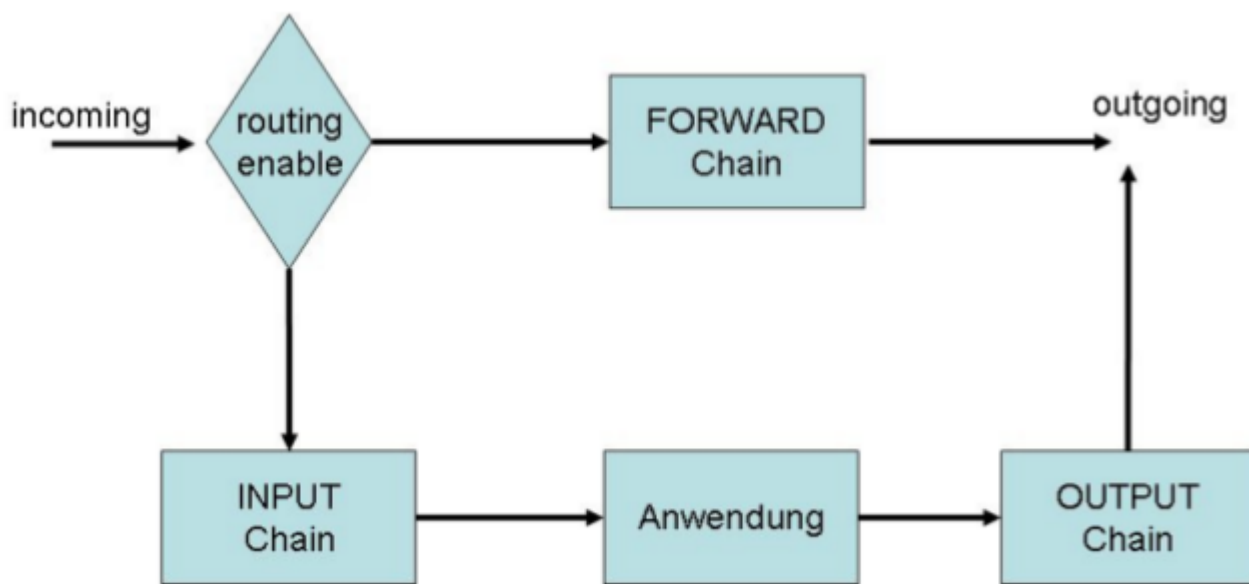 incoming
routing
enable
FORWARD
Chain
outgoing
INPUT
Chain
Anwendung
OUTPUT
Chain